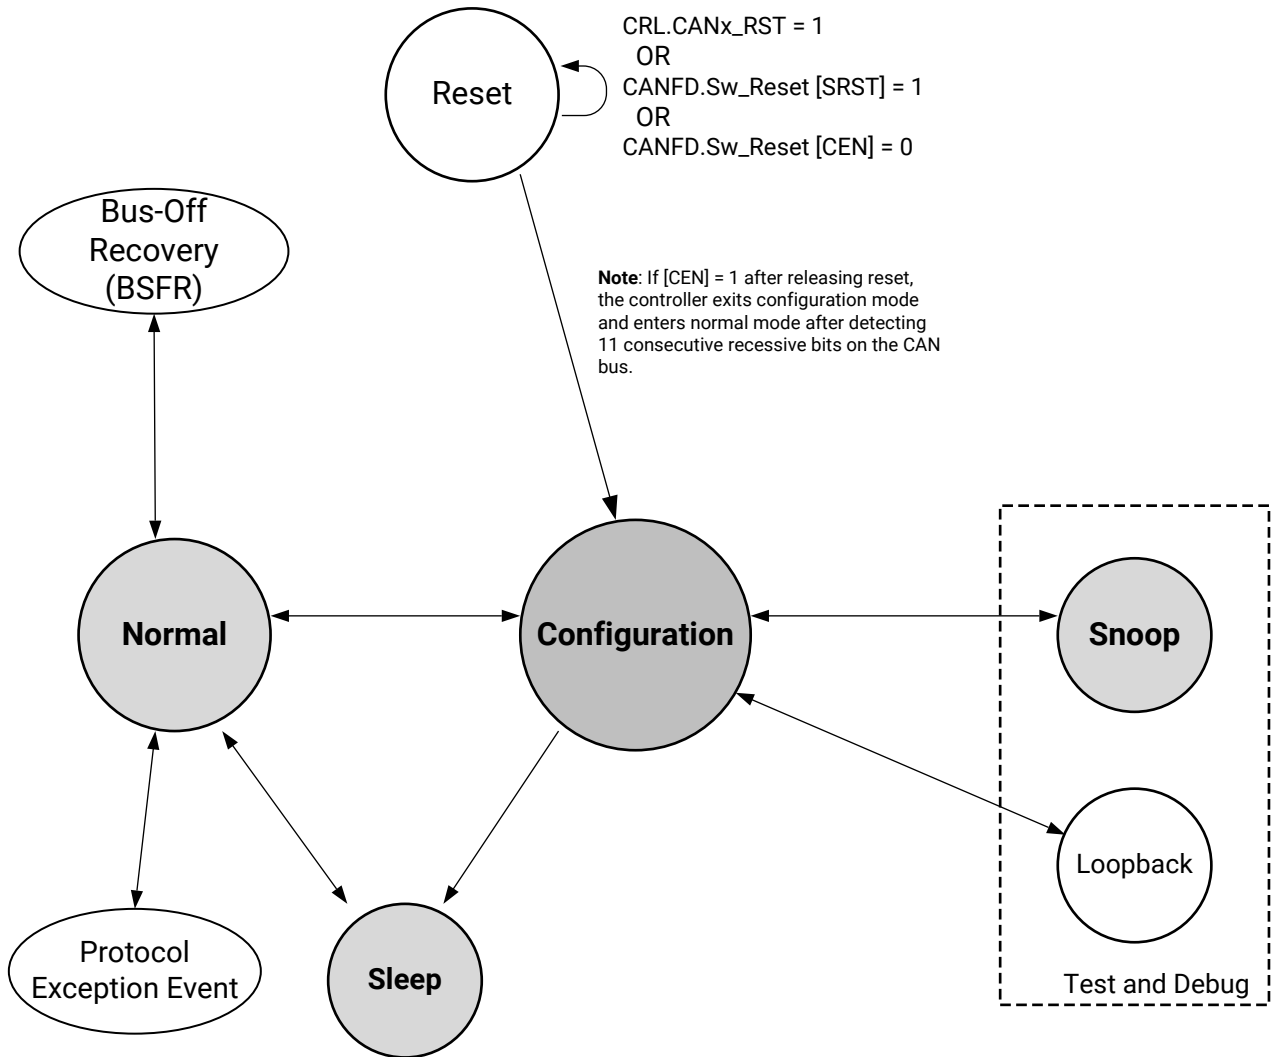 CRL.CANx_RST = 1
OR
CANFD.Sw_Reset [SRST] = 1
OR
CANFD.Sw_Reset [CEN] = 0
Reset
Bus-Off
Recovery
(BSFR)
Note: If [CEN] = 1 after releasing reset,
the controller exits configuration mode
and enters normal mode after detecting
11 consecutive recessive bits on the CAN
bus.
Normal
Configuration
Snoop
Loopback
Protocol
Exception Event
Sleep
Test and Debug